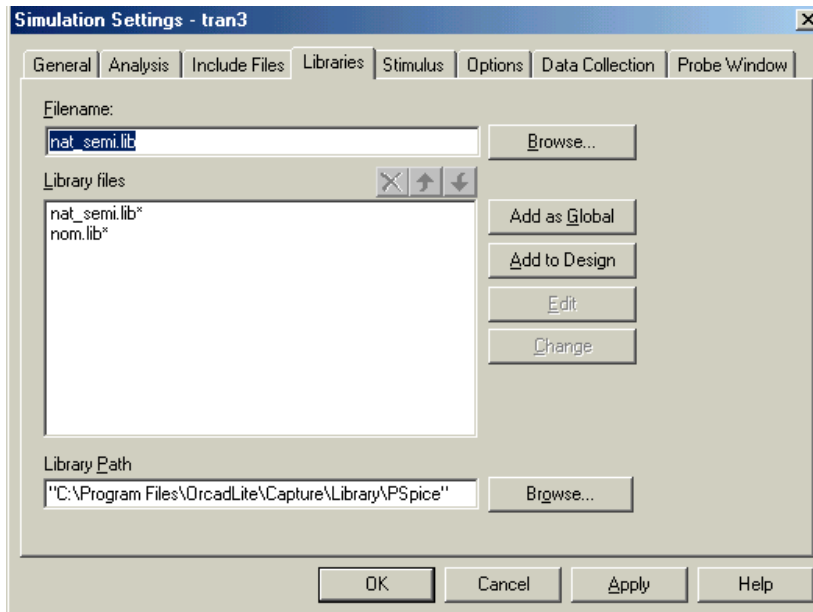 Simulation Settings - tran3
General Analysis Include Files Libraries Stimulus Options Data Collection Probe Window
Filename:
nat_semi.lib Browse...
Library files
nat_semi.lib*
nom.lib*
Add as Global
Add to Design
Edit
Change
Library Path
"C:\Program Files\OrcadLite\Capture\Library\PSpice" Browse...
OK Cancel Apply Help